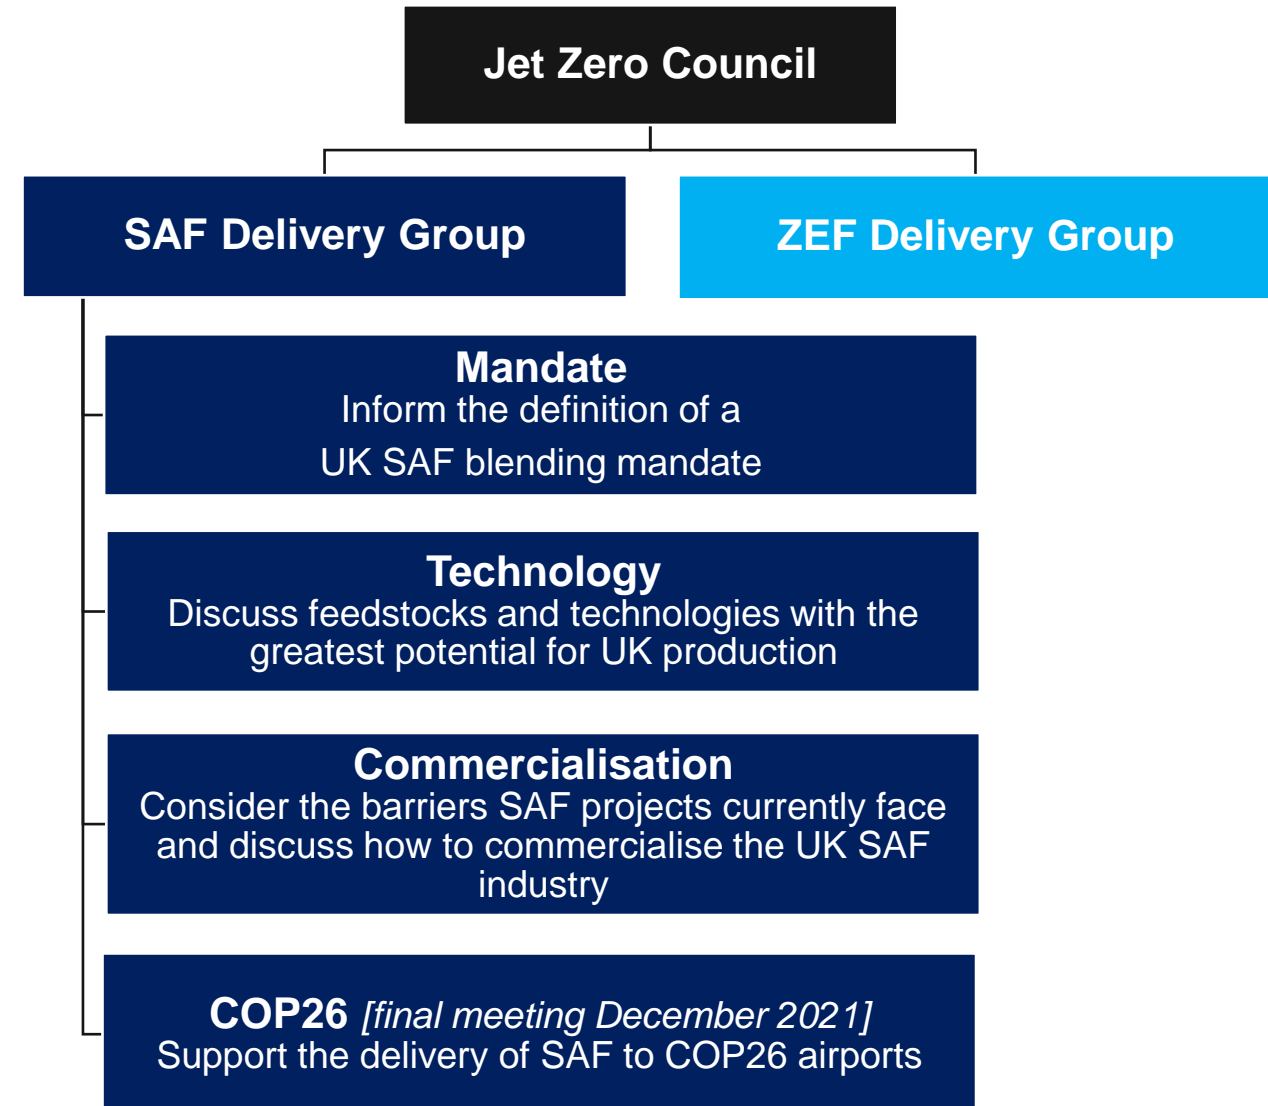 Jet Zero Council
SAF Delivery Group
ZEF Delivery Group
Mandate
Inform the definition of a
UK SAF blending mandate
Technology
Discuss feedstocks and technologies with the
greatest potential for UK production
Commercialisation
Consider the barriers SAF projects currently face
and discuss how to commercialise the UK SAF
industry
COP26 [final meeting December 2021]
Support the delivery of SAF to COP26 airports